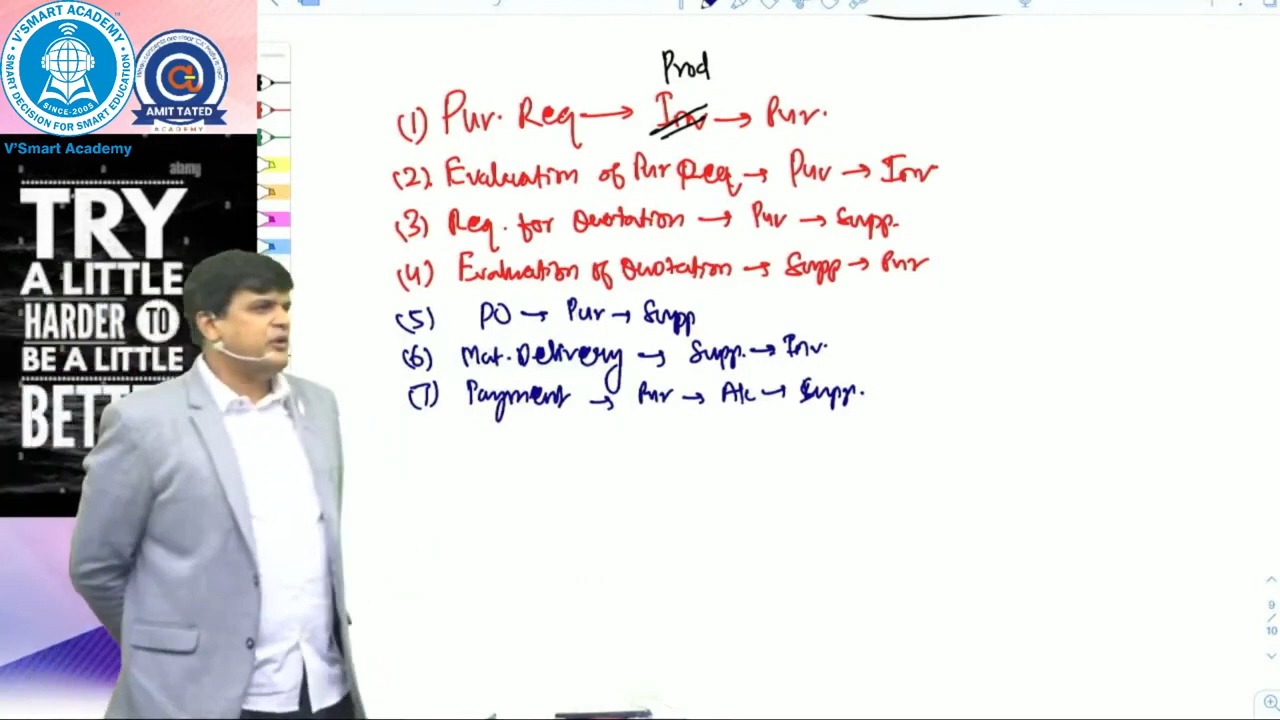 V'SMART ACADEMY
SMART DECISION FOR SMART EDUCATION
SINCE-2005
V'Smart Academy
AMIT TATED
ACADEMY
alamy
TRY
A LITTLE
HARDER TO
BE A LITTLE
BET
Prod
(1) Pur. Req → Inv → Pur.
(2). Evaluation of Pur Req → Pur → Inv
(3) Req. for Quotation → Pur → Supp.
(4) Evaluation of Quotation → Supp → Pur
(5) PO → Pur → Supp
(6) Mat. Delivery → Supp. → Inv.
(7) Payment → Pur → A/c → Supp.
9
/
10